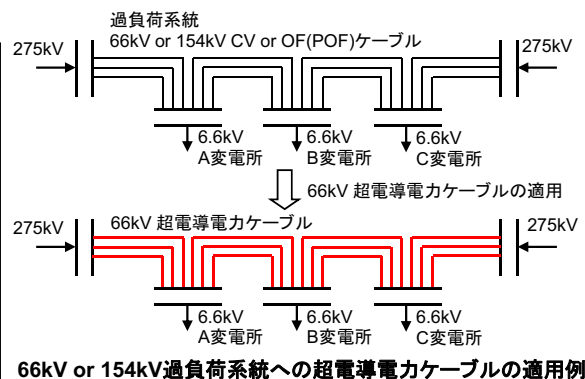 過負荷系統
66kV or 154kV CV or OF(POF)ケーブル
275kV
275kV
6.6kV
A変電所
6.6kV
B変電所
6.6kV
C変電所
66kV 超電導電力ケーブルの適用
275kV
66kV 超電導電力ケーブル
275kV
6.6kV
A変電所
6.6kV
B変電所
6.6kV
C変電所
66kV or 154kV過負荷系統への超電導電力ケーブルの適用例